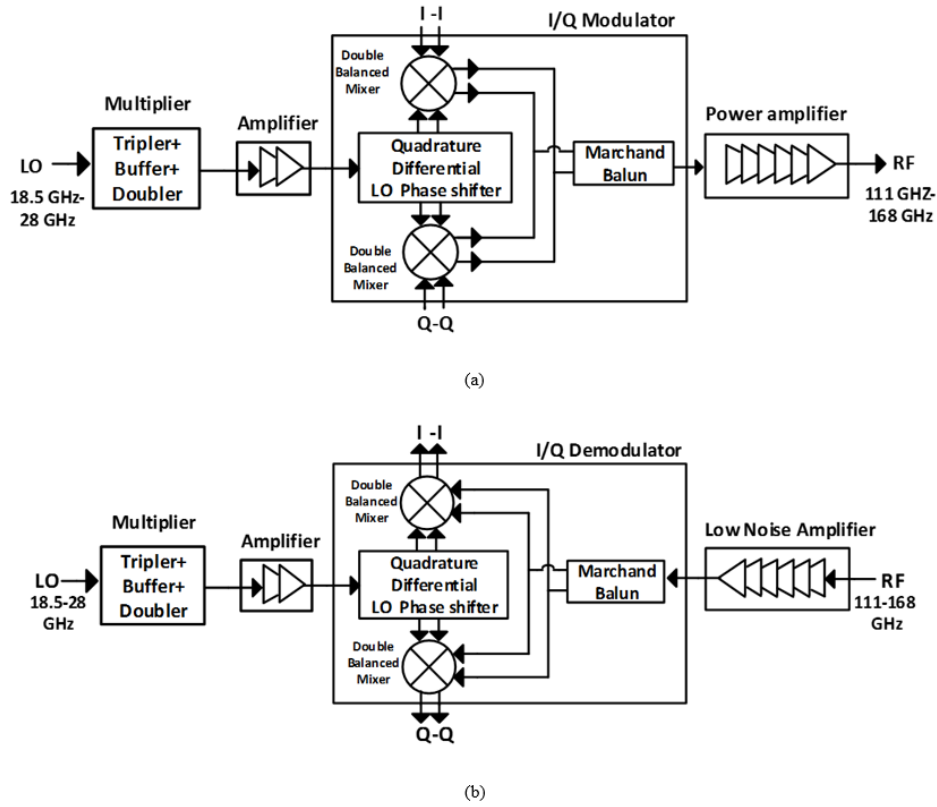 I - I
I/Q Modulator
Double
Balanced
Mixer
Multiplier
Amplifier
Power amplifier
Tripler+
Buffer+
Doubler
LO
18.5 GHz-
28 GHz
Quadrature
Differential
LO Phase shifter
Marchand
Balun
RF
111 GHZ-
168 GHz
Double
Balanced
Mixer
Q-Q
(a)
I -I
I/Q Demodulator
Double
Balanced
Mixer
Multiplier
Amplifier
Low Noise Amplifier
Tripler+
Buffer+
Doubler
LO
18.5-28
GHz
Quadrature
Differential
LO Phase shifter
Marchand
Balun
RF
111-168
GHz
Double
Balanced
Mixer
Q-Q
(b)